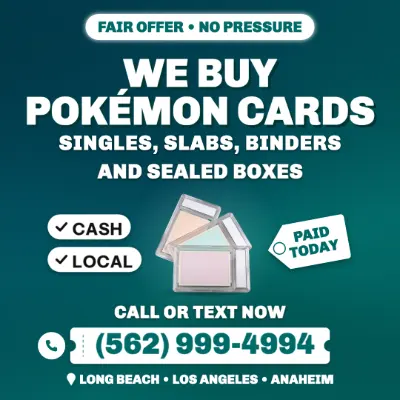 FAIR OFFER • NO PRESSURE
WE BUY
POKÉMON CARDS
SINGLES, SLABS, BINDERS
AND SEALED BOXES
CASH
LOCAL
PAID
TODAY
CALL OR TEXT NOW
(562) 999-4994
LONG BEACH • LOS ANGELES • ANAHEIM